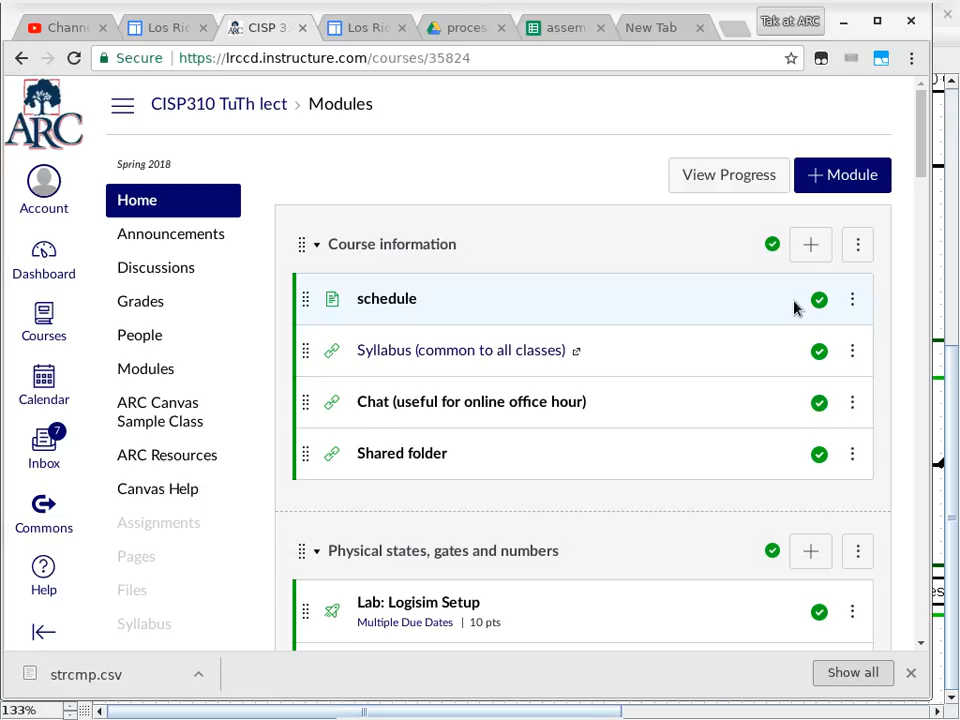 Channe
Los Ric
CISP 3
Los Ric
proces
assem
New Tab
Tak at ARC
Secure
https://lrccd.instructure.com/courses/35824
ARC
CISP310 TuTh lect › Modules
Spring 2018
View Progress
+ Module
Account
Dashboard
Courses
Calendar
7
Inbox
Commons
Help
Home
Announcements
Discussions
Grades
People
Modules
ARC Canvas
Sample Class
ARC Resources
Canvas Help
Assignments
Pages
Files
Syllabus
Course information
schedule
Syllabus (common to all classes)
Chat (useful for online office hour)
Shared folder
Physical states, gates and numbers
Lab: Logisim Setup
Multiple Due Dates | 10 pts
strcmp.csv
Show all
133%